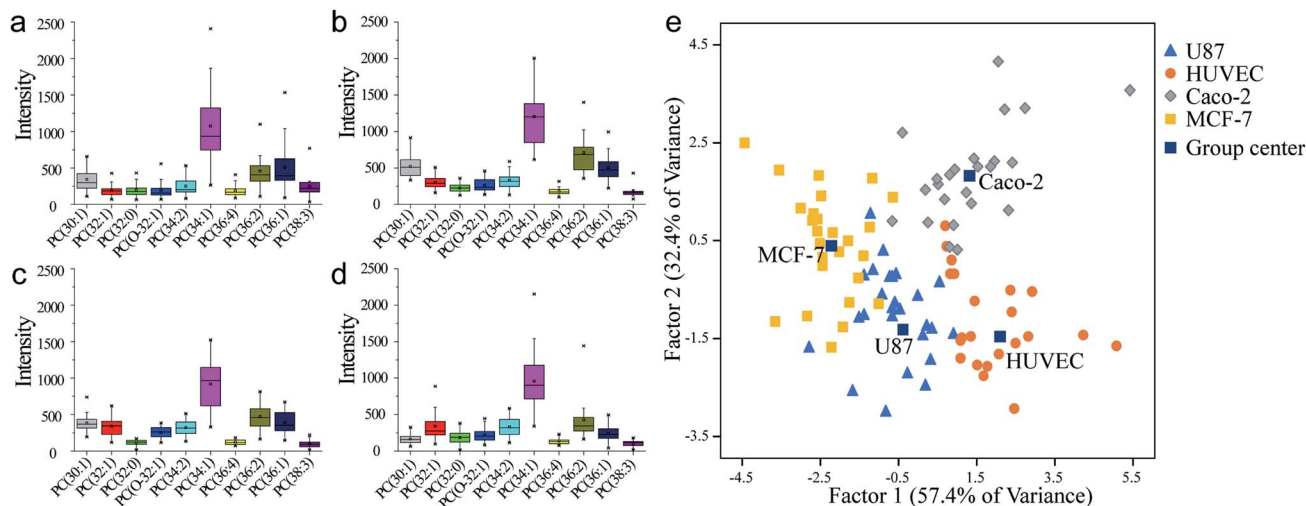 a
2500
2000
1500
1000
500
0
Intensity
PC(30:1)
PC(32:1)
PC(32:0)
PC(O-32:1)
PC(34:2)
PC(34:1)
PC(36:4)
PC(36:2)
PC(36:1)
PC(38:3)
b
2500
2000
1500
1000
500
0
Intensity
PC(30:1)
PC(32:1)
PC(32:0)
PC(O-32:1)
PC(34:2)
PC(34:1)
PC(36:4)
PC(36:2)
PC(36:1)
PC(38:3)
c
2500
2000
1500
1000
500
0
Intensity
PC(30:1)
PC(32:1)
PC(32:0)
PC(O-32:1)
PC(34:2)
PC(34:1)
PC(36:4)
PC(36:2)
PC(36:1)
PC(38:3)
d
2500
2000
1500
1000
500
0
Intensity
PC(30:1)
PC(32:1)
PC(32:0)
PC(O-32:1)
PC(34:2)
PC(34:1)
PC(36:4)
PC(36:2)
PC(36:1)
PC(38:3)
e
4.5
2.5
0.5
-1.5
-3.5
Factor 2 (32.4% of Variance)
Caco-2
MCF-7
U87
HUVEC
-4.5 -2.5 -0.5 1.5 3.5 5.5
Factor 1 (57.4% of Variance)
U87
HUVEC
Caco-2
MCF-7
Group center